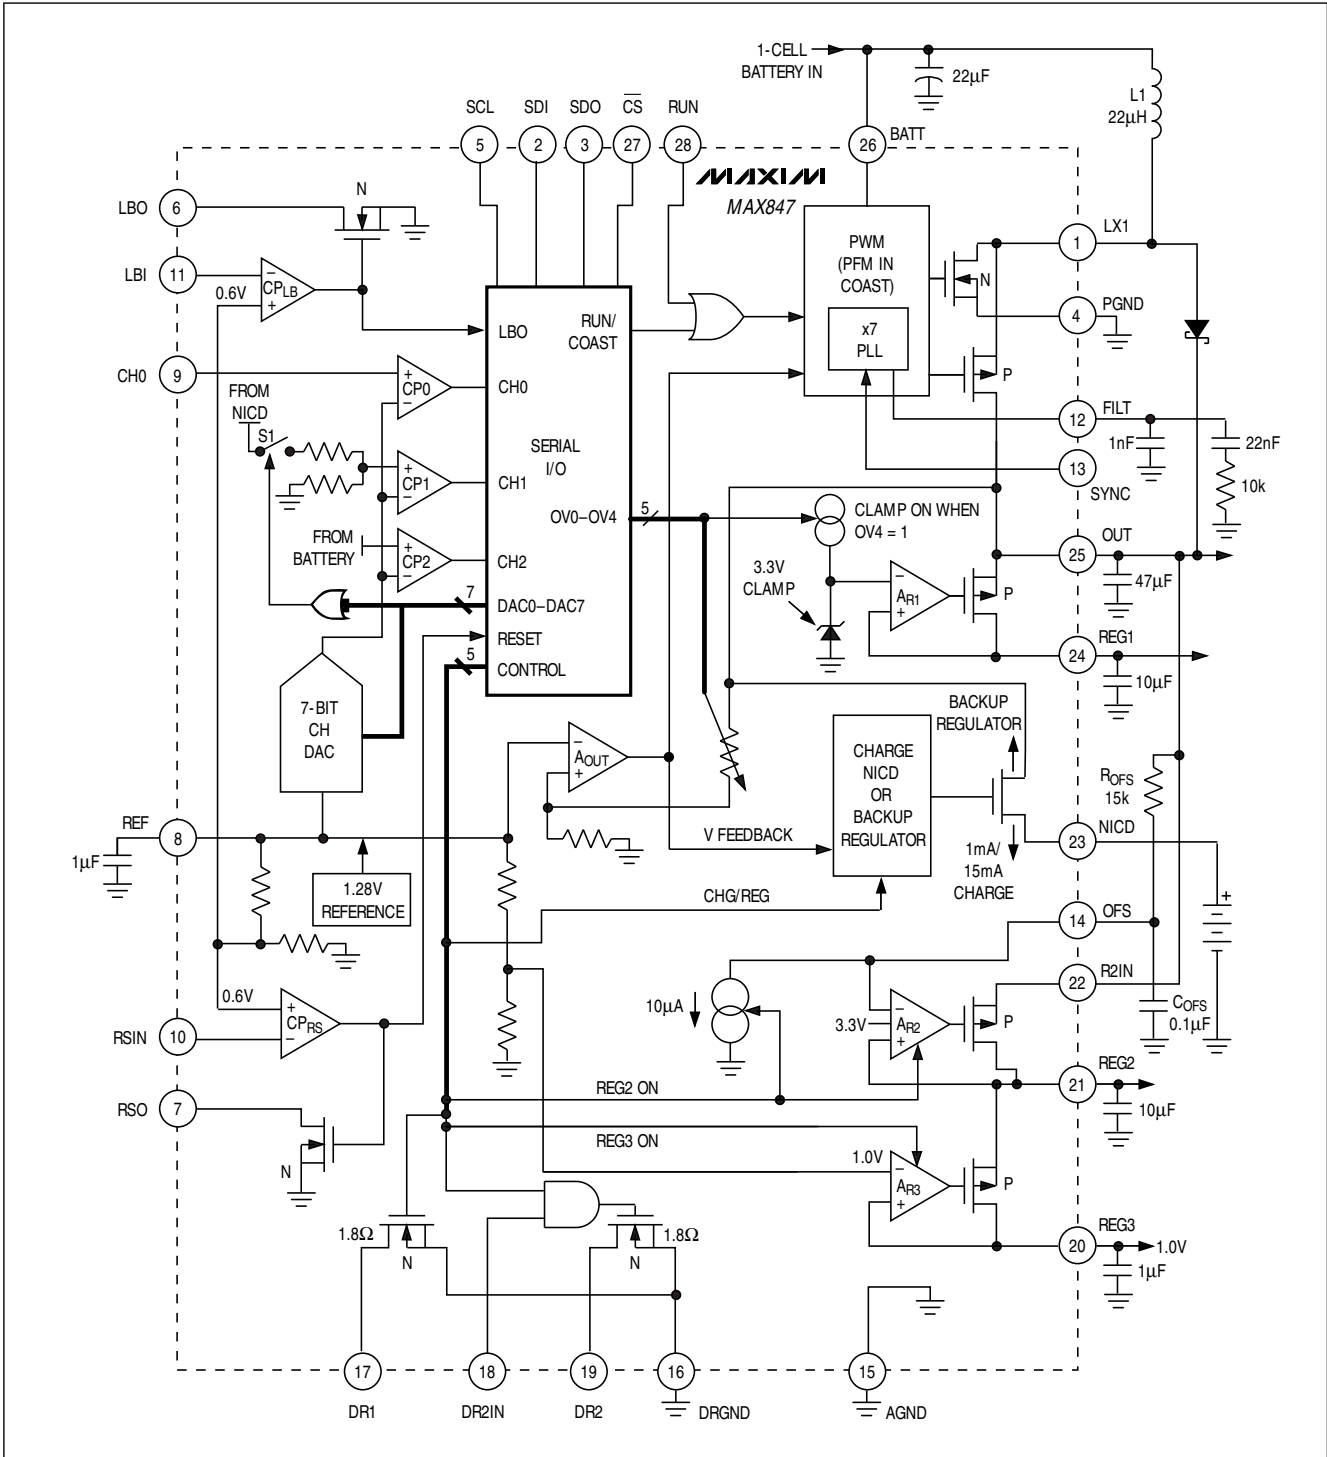 1-CELL
BATTERY IN
22µF
L1
22µH
SCL
SDI
SDO
CS
RUN
5
2
3
27
28
26
BATT
MAXIM
MAX847
LBO
6
N
LBI
11
0.6V
−
CPLB
+
CH0
9
FROM
NICD
S1
+
CP0
−
+
CP1
−
FROM
BATTERY
+
CP2
−
LBO
RUN/
COAST
CH0
SERIAL
I/O
CH1
OV0–OV4
5
CH2
7
DAC0–DAC7
RESET
5
CONTROL
PWM
(PFM IN
COAST)
x7
PLL
N
P
1
LX1
4
PGND
12
FILT
1nF
22nF
13
SYNC
10k
CLAMP ON WHEN
OV4 = 1
3.3V
CLAMP
−
AR1
+
P
25
OUT
47µF
24
REG1
10µF
7-BIT
CH
DAC
−
AOUT
+
CHARGE
NICD
OR
BACKUP
REGULATOR
BACKUP
REGULATOR
ROFS
15k
V FEEDBACK
1mA/
15mA
CHARGE
23
NICD
REF
8
1µF
1.28V
REFERENCE
CHG/REG
14
OFS
+
22
R2IN
COFS
0.1µF
0.6V
+
CPRS
−
RSIN
10
10µA
3.3V
−
AR2
+
P
RSO
7
N
REG2 ON
21
REG2
10µF
REG3 ON
1.0V
−
AR3
+
P
20
REG3
1.0V
1µF
1.8Ω
N
1.8Ω
N
17
18
19
16
15
DR1
DR2IN
DR2
DRGND
AGND